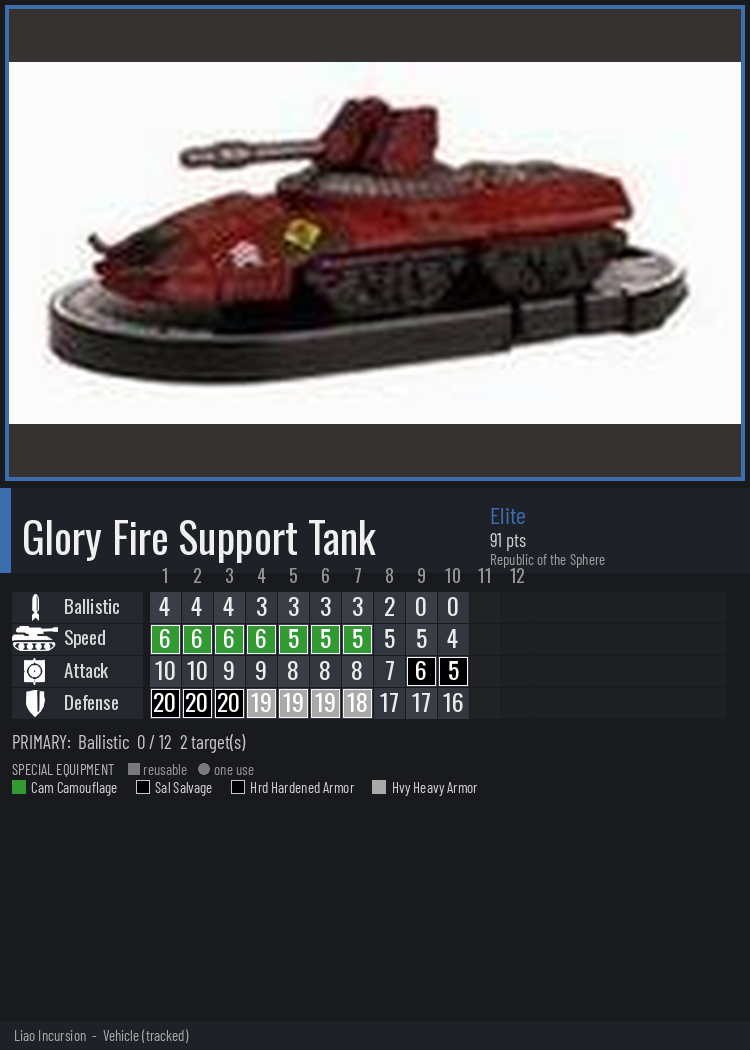 Glory Fire Support Tank
Elite
91 pts
Republic of the Sphere
1 2 3 4 5 6 7 8 9 10 11 12
Ballistic 4 4 4 3 3 3 3 2 0 0
Speed 6 6 6 6 5 5 5 5 5 4
Attack 10 10 9 9 8 8 8 7 6 5
Defense 20 20 20 19 19 19 18 17 17 16
PRIMARY: Ballistic 0 / 12 2 target(s)
SPECIAL EQUIPMENT reusable one use
Cam Camouflage Sal Salvage Hrd Hardened Armor Hvy Heavy Armor
Liao Incursion - Vehicle (tracked)